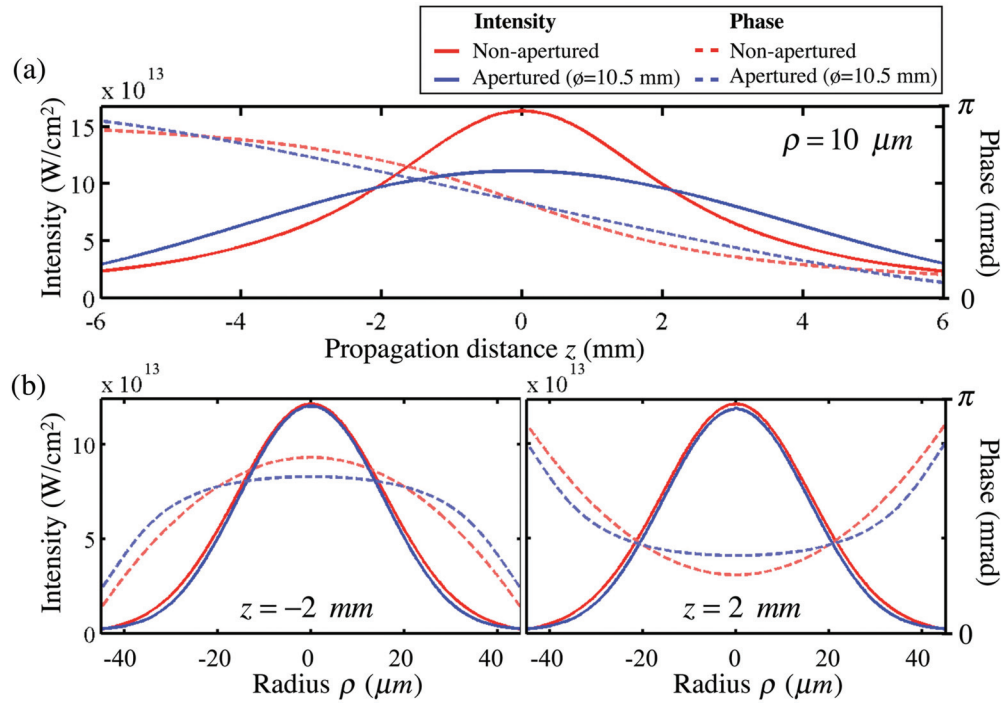 Intensity Phase
Non-apertured Non-apertured
Apertured (ø=10.5 mm) Apertured (ø=10.5 mm)
(a)
x 10 13
Intensity (W/cm²)
15
10
5
0
ρ = 10 μm
π
π
Phase (mrad)
-6 -4 -2 0 2 4 6
Propagation distance z (mm)
(b)
x 10 13
Intensity (W/cm²)
10
5
0
z = −2 mm
-40 -20 0 20 40
Radius ρ (μm)
x 10 13
z = 2 mm
π
0
Phase (mrad)
-40 -20 0 20 40
Radius ρ (μm)